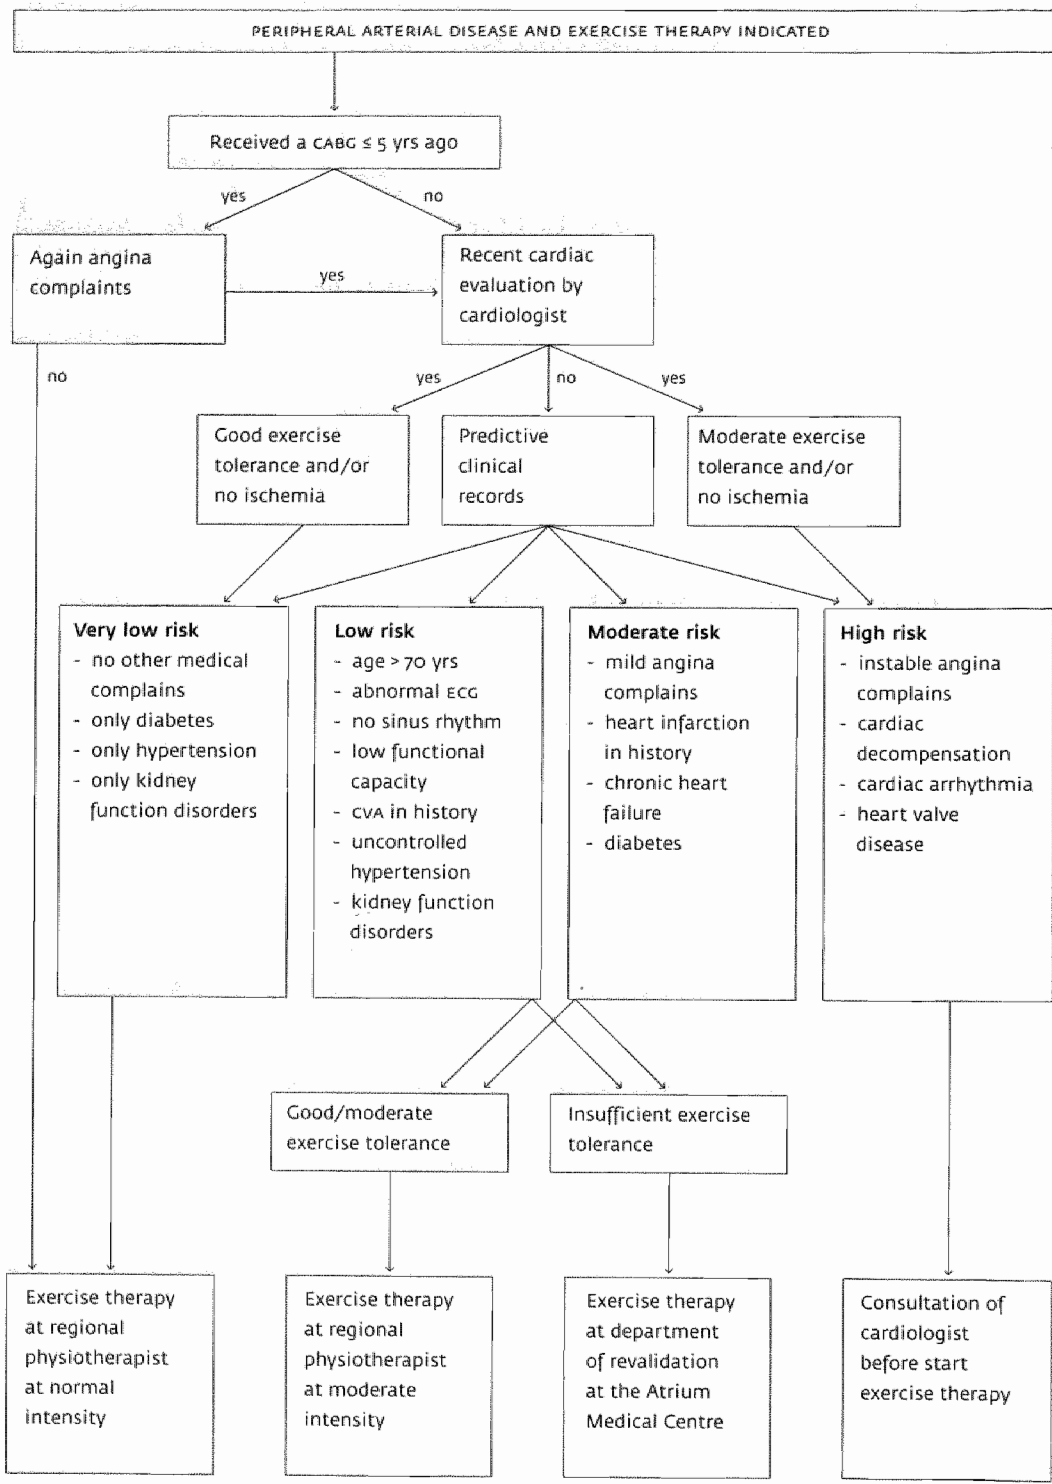 PERIPHERAL ARTERIAL DISEASE AND EXERCISE THERAPY INDICATED
Received a CABG ≤ 5 yrs ago
yes
no
Again angina
complaints
yes
Recent cardiac
evaluation by
cardiologist
no
yes
no
yes
Good exercise
tolerance and/or
no ischemia
Predictive
clinical
records
Moderate exercise
tolerance and/or
no ischemia
Very low risk
- no other medical
complains
- only diabetes
- only hypertension
- only kidney
function disorders
Low risk
- age > 70 yrs
- abnormal ECG
- no sinus rhythm
- low functional
capacity
- CVA in history
- uncontrolled
hypertension
- kidney function
disorders
Moderate risk
- mild angina
complains
- heart infarction
in history
- chronic heart
failure
- diabetes
High risk
- instable angina
complains
- cardiac
decompensation
- cardiac arrhythmia
- heart valve
disease
Good/moderate
exercise tolerance
Insufficient exercise
tolerance
Exercise therapy
at regional
physiotherapist
at normal
intensity
Exercise therapy
at regional
physiotherapist
at moderate
intensity
Exercise therapy
at department
of revalidation
at the Atrium
Medical Centre
Consultation of
cardiologist
before start
exercise therapy